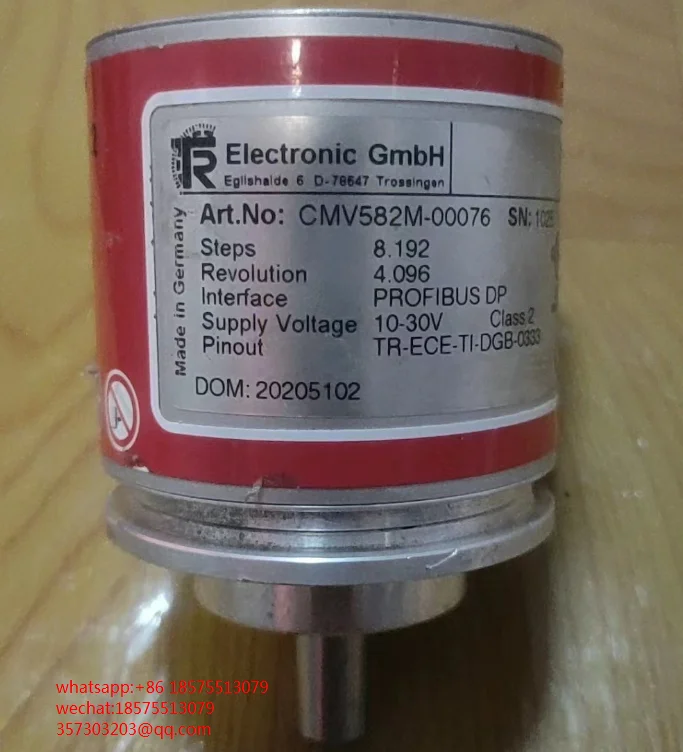 TR Electronic GmbH
Eglishalde 6 D-78647 Trossingen
Made in Germany
Art.No: CMV582M-00076 SN: 1025
Steps 8.192
Revolution 4.096
Interface PROFIBUS DP
Supply Voltage 10-30V Class 2
Pinout TR-ECE-TI-DGB-0333
DOM: 20205102
whatsapp:+86 18575513079
wechat:18575513079
357303203@qq.com